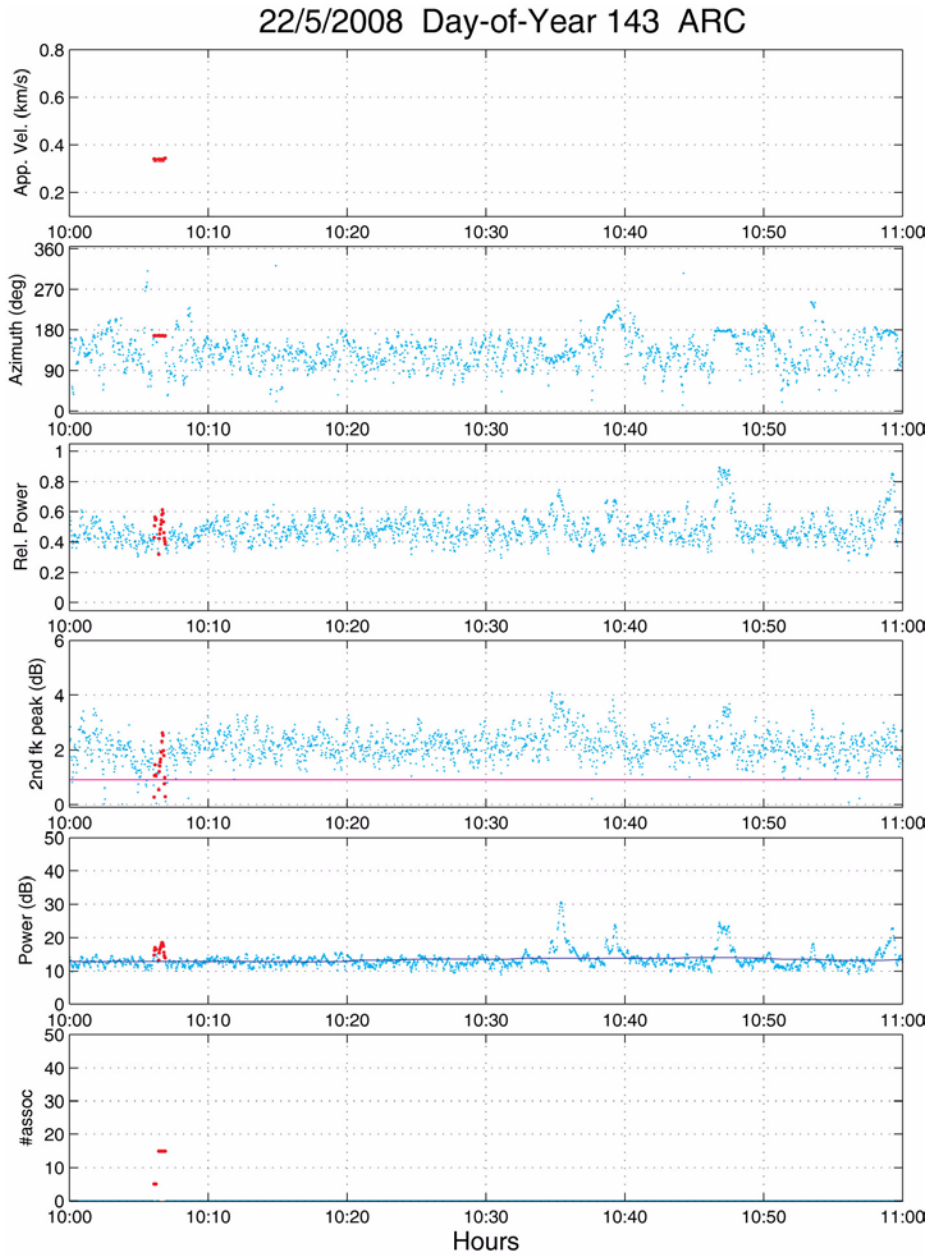 22/5/2008 Day-of-Year 143 ARC
App. Vel. (km/s)
0.8
0.6
0.4
0.2
10:00 10:10 10:20 10:30 10:40 10:50 11:00
Azimuth (deg)
360
270
180
90
0
10:00 10:10 10:20 10:30 10:40 10:50 11:00
Rel. Power
1
0.8
0.6
0.4
0.2
0
10:00 10:10 10:20 10:30 10:40 10:50 11:00
2nd fk peak (dB)
6
4
2
0
10:00 10:10 10:20 10:30 10:40 10:50 11:00
Power (dB)
50
40
30
20
10
0
10:00 10:10 10:20 10:30 10:40 10:50 11:00
#assoc
50
40
30
20
10
0
10:00 10:10 10:20 10:30 10:40 10:50 11:00
Hours